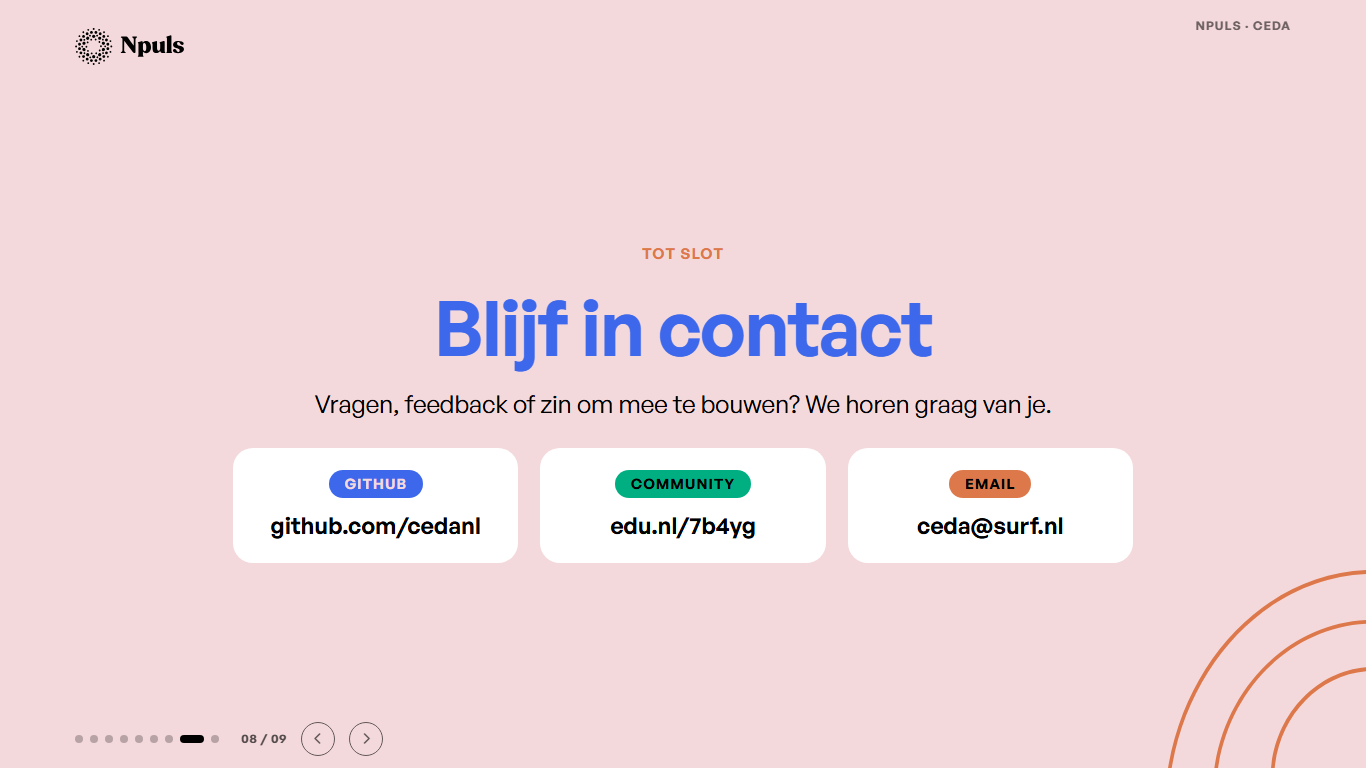 Npuls
NPULS · CEDA
TOT SLOT
Blijf in contact
Vragen, feedback of zin om mee te bouwen? We horen graag van je.
GITHUB
github.com/cedanl
COMMUNITY
edu.nl/7b4yg
EMAIL
ceda@surf.nl
08 / 09